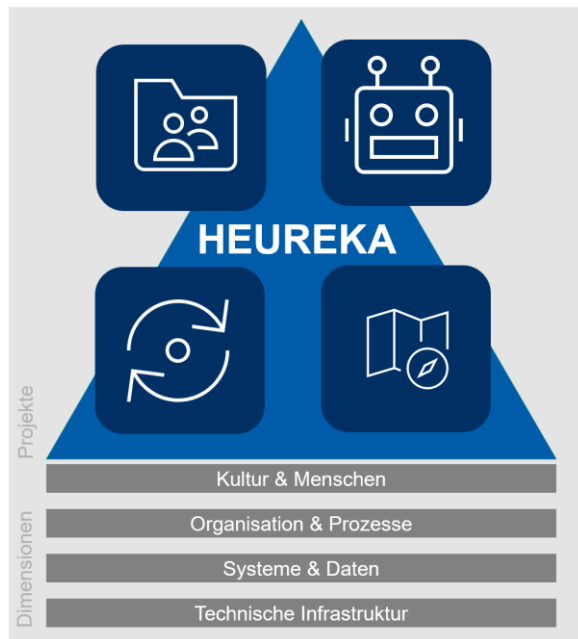 HEUREKA
Projekte
Kultur & Menschen
Organisation & Prozesse
Systeme & Daten
Technische Infrastruktur
Dimensionen